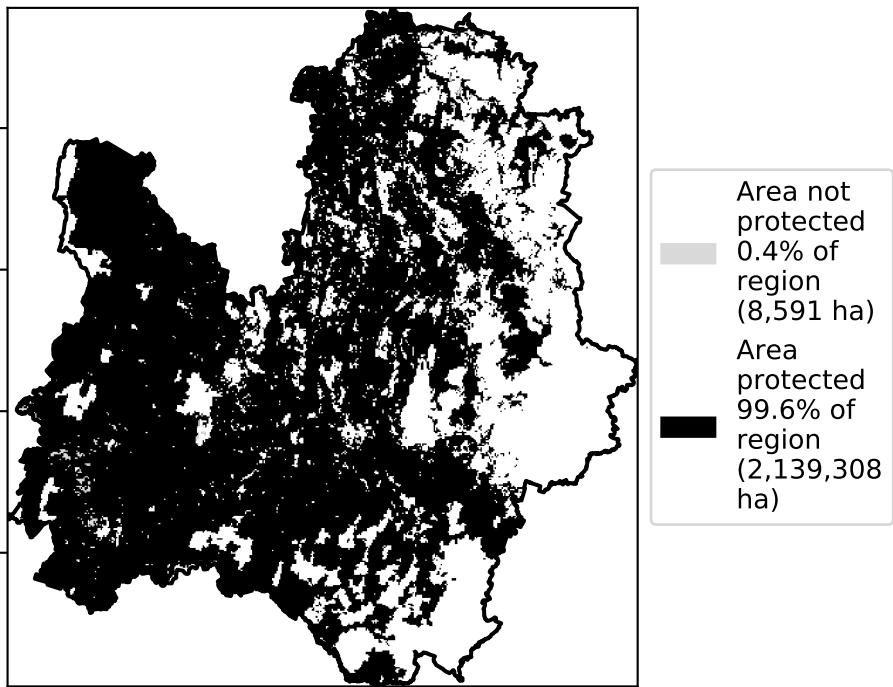 Area not
protected
0.4% of
region
(8,591 ha)
Area
protected
99.6% of
region
(2,139,308
ha)